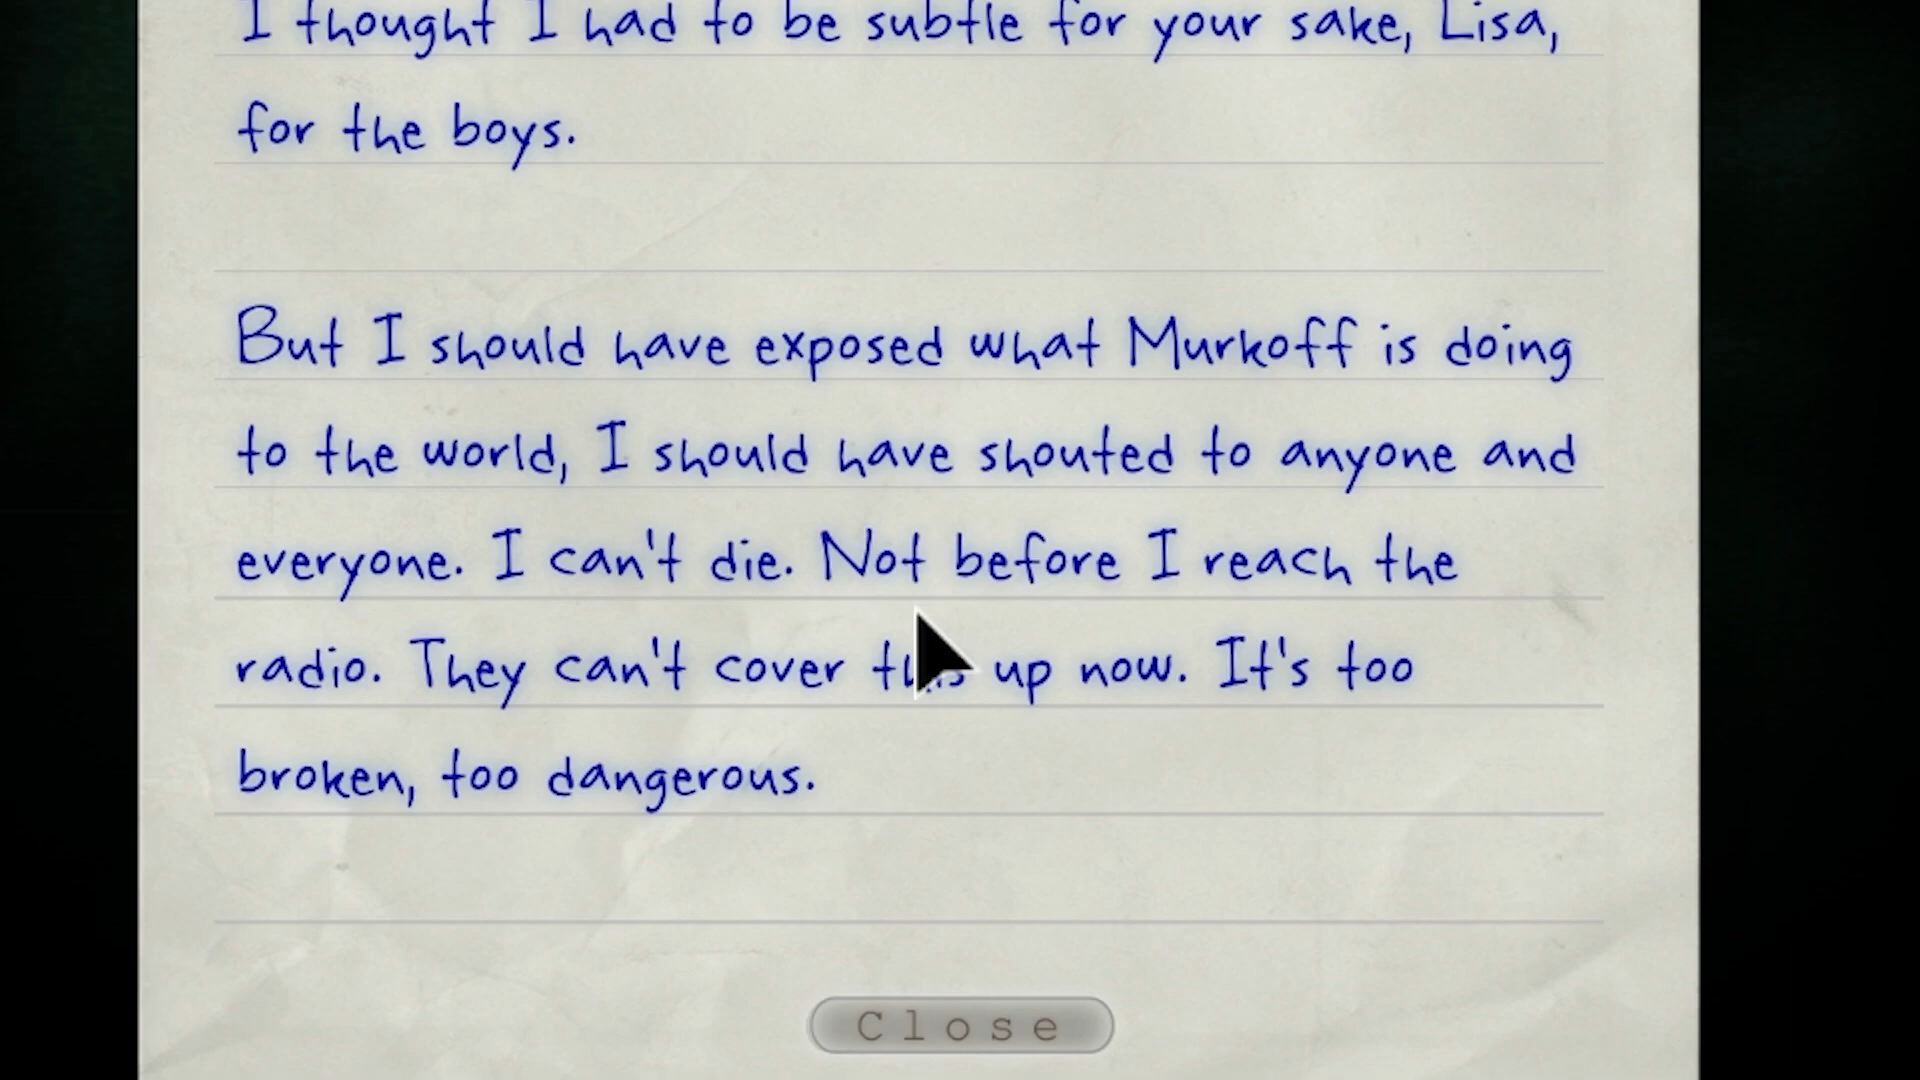 I thought I had to be subtle for your sake, Lisa,
for the boys.
But I should have exposed what Murkoff is doing
to the world, I should have shouted to anyone and
everyone. I can't die. Not before I reach the
radio. They can't cover this up now. It's too
broken, too dangerous.
Close